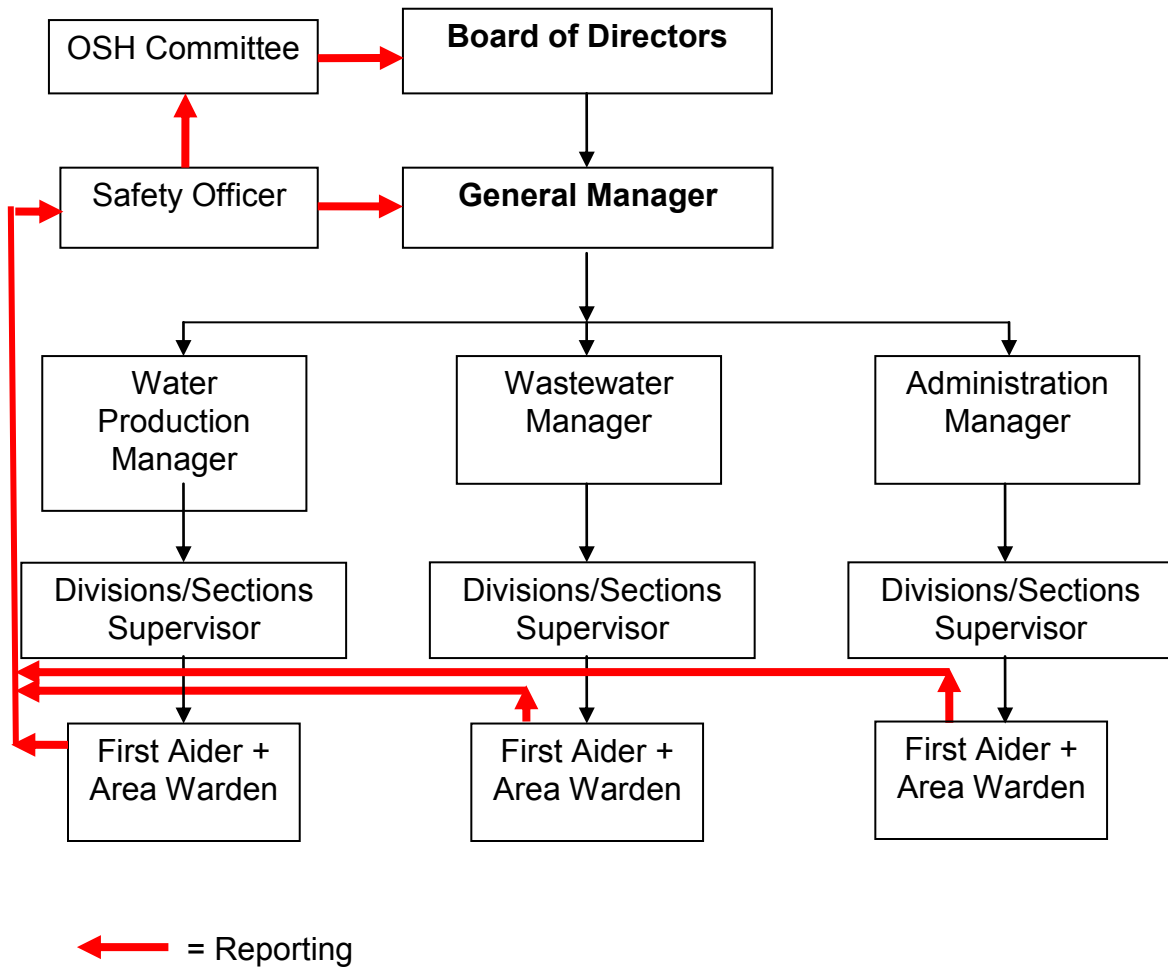 OSH Committee
Board of Directors
Safety Officer
General Manager
Water
Production
Manager
Wastewater
Manager
Administration
Manager
Divisions/Sections
Supervisor
Divisions/Sections
Supervisor
Divisions/Sections
Supervisor
First Aider +
Area Warden
First Aider +
Area Warden
First Aider +
Area Warden
= Reporting